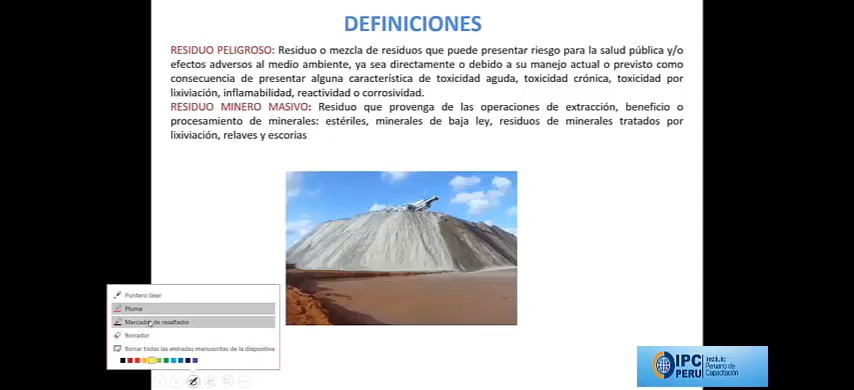 DEFINICIONES
RESIDUO PELIGROSO: Residuo o mezcla de residuos que puede presentar riesgo para la salud pública y/o
efectos adversos al medio ambiente, ya sea directamente o debido a su manejo actual o previsto como
consecuencia de presentar alguna característica de toxicidad aguda, toxicidad crónica, toxicidad por
lixiviación, inflamabilidad, reactividad o corrosividad.
RESIDUO MINERO MASIVO: Residuo que provenga de las operaciones de extracción, beneficio o
procesamiento de minerales: estériles, minerales de baja ley, residuos de minerales tratados por
lixiviación, relaves y escorias
Puntero láser
Pluma
Marcador de resaltador
Borrador
Borrar todas las entradas manuscritas de la diapositiva
IPC
PERU
Instituto
Peruano de
Capacitación